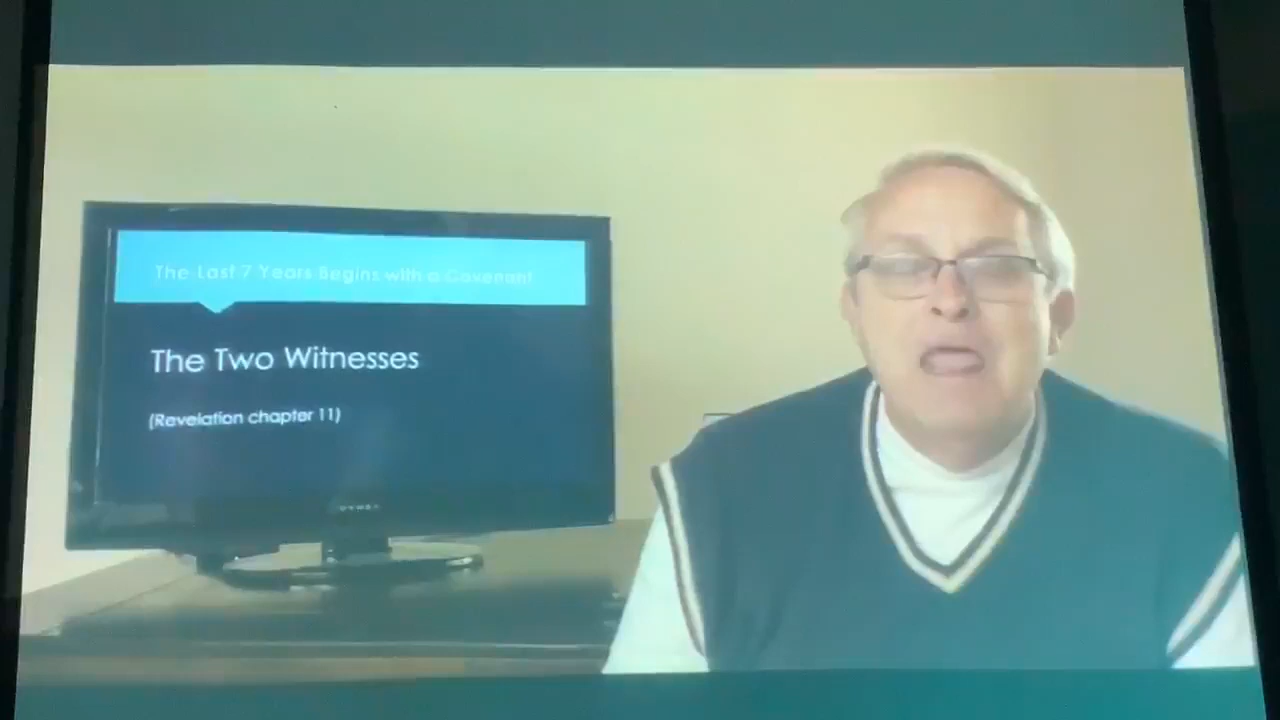 The Last 7 Years Begins with a Covenant
The Two Witnesses
(Revelation chapter 11)